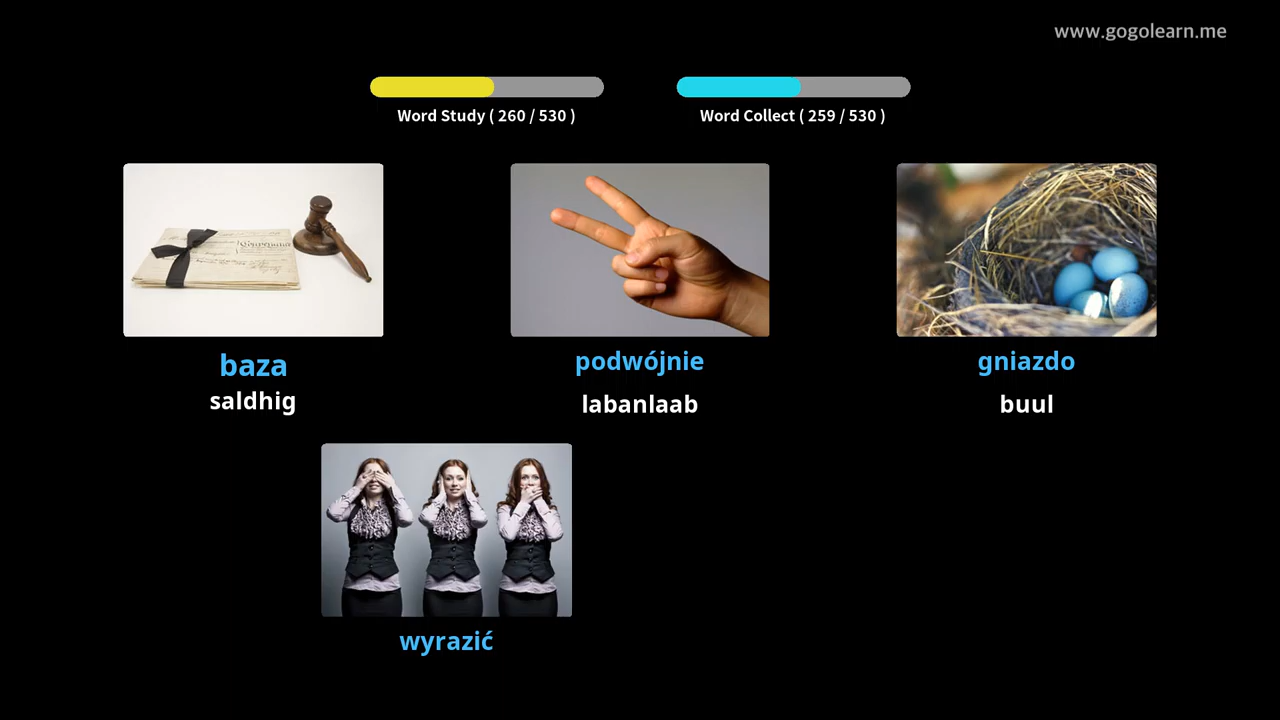 www.gogolearn.me
Word Study ( 260 / 530 )
Word Collect ( 259 / 530 )
baza
saldhig
podwójnie
labanlaab
gniazdo
buul
wyrazić